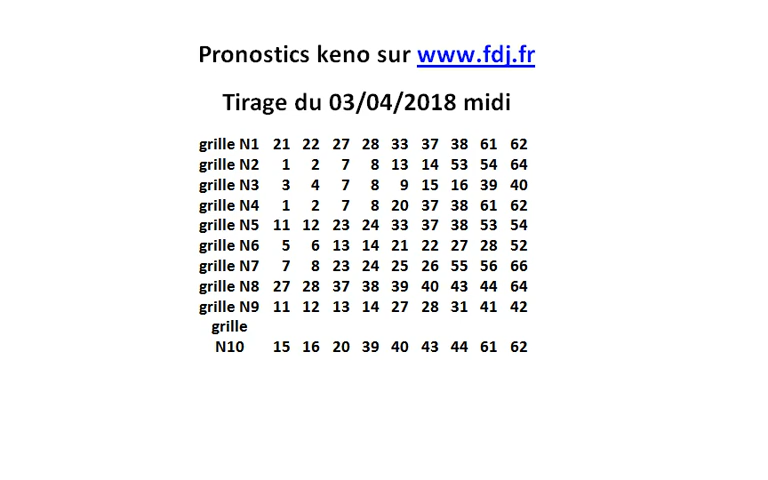 Pronostics keno sur www.fdj.fr
Tirage du 03/04/2018 midi
grille N1 21 22 27 28 33 37 38 61 62
grille N2 1 2 7 8 13 14 53 54 64
grille N3 3 4 7 8 9 15 16 39 40
grille N4 1 2 7 8 20 37 38 61 62
grille N5 11 12 23 24 33 37 38 53 54
grille N6 5 6 13 14 21 22 27 28 52
grille N7 7 8 23 24 25 26 55 56 66
grille N8 27 28 37 38 39 40 43 44 64
grille N9 11 12 13 14 27 28 31 41 42
grille
N10 15 16 20 39 40 43 44 61 62